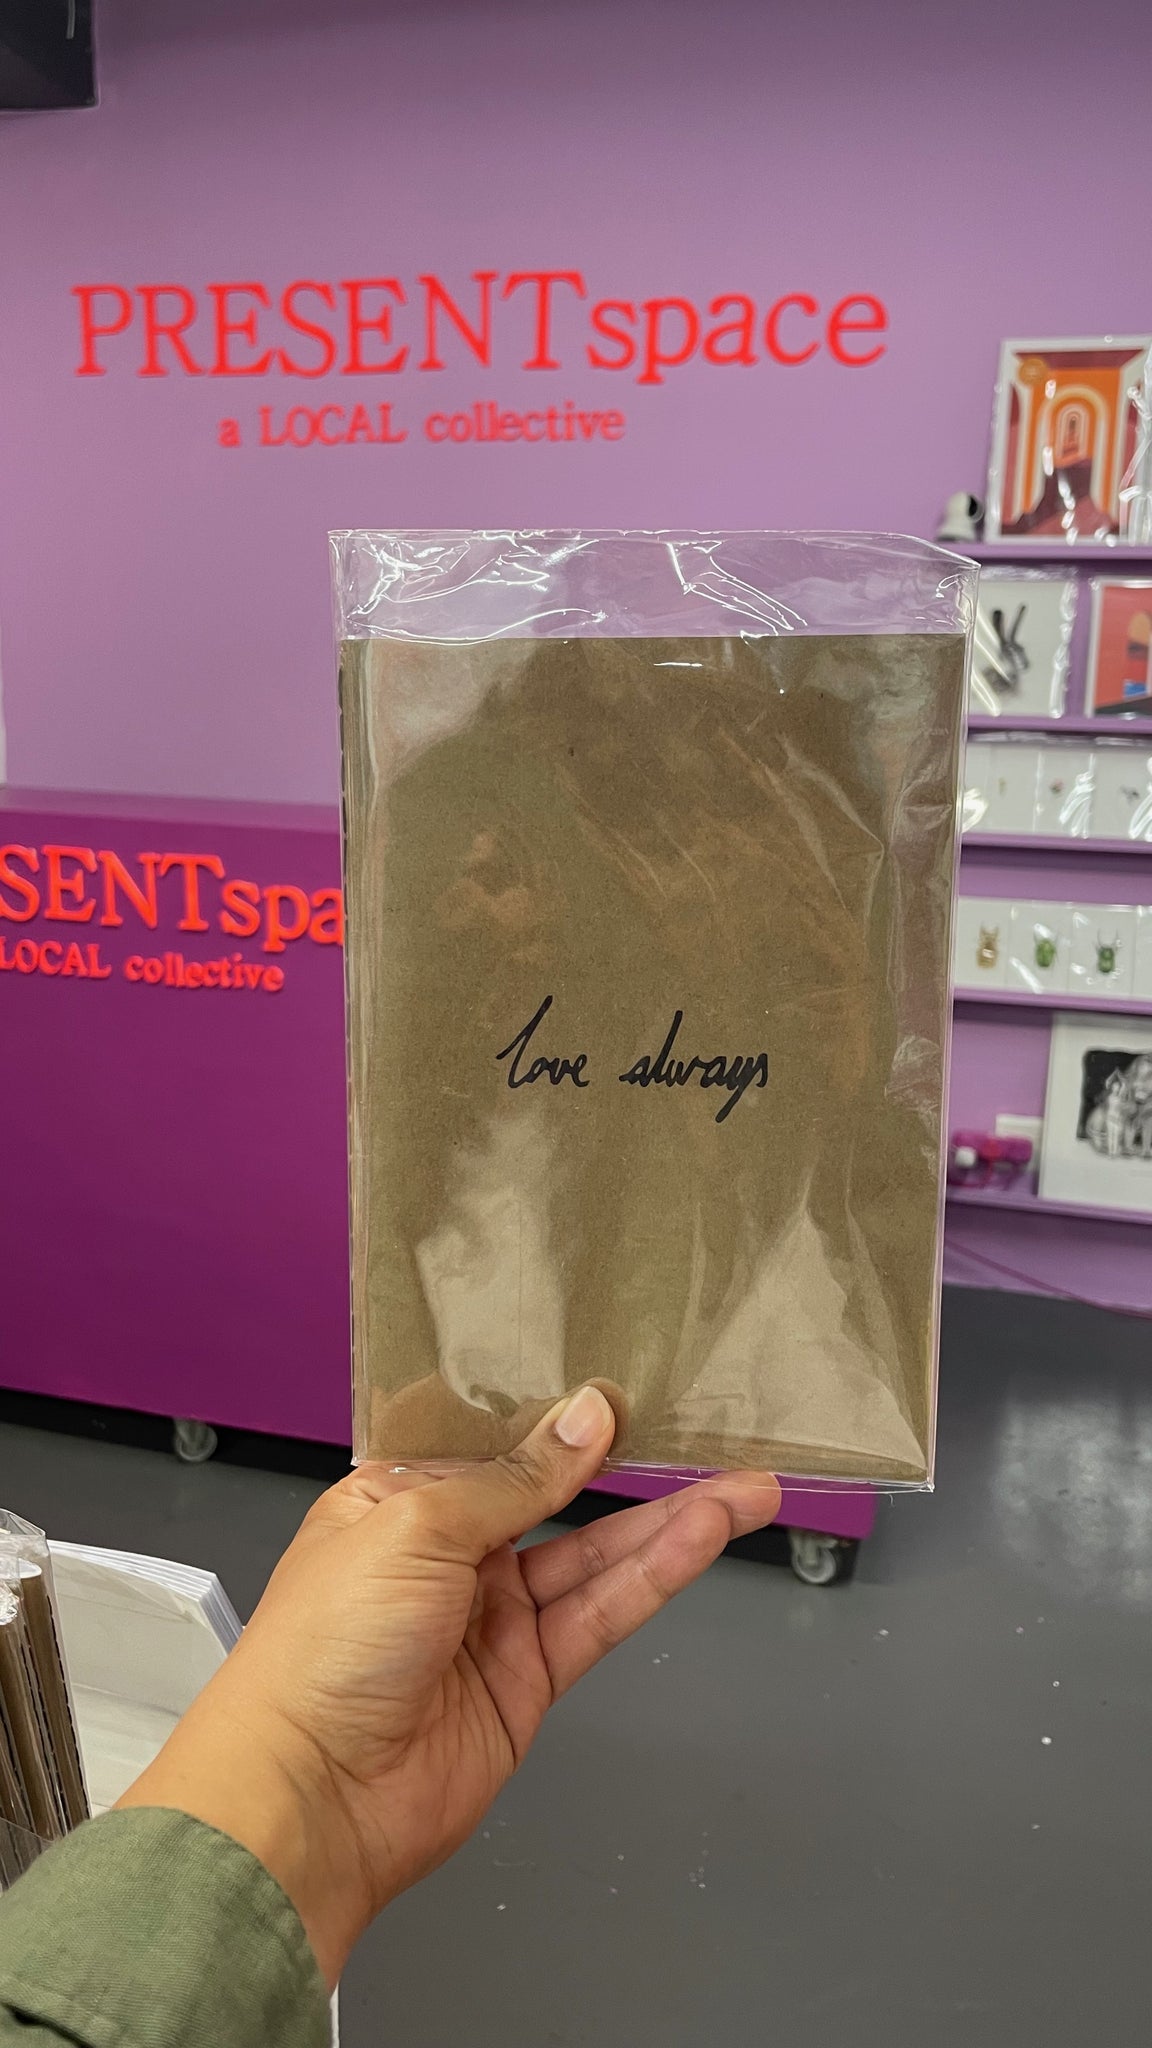 PRESENTspace
a LOCAL collective
SENTspa
LOCAL collective
love always